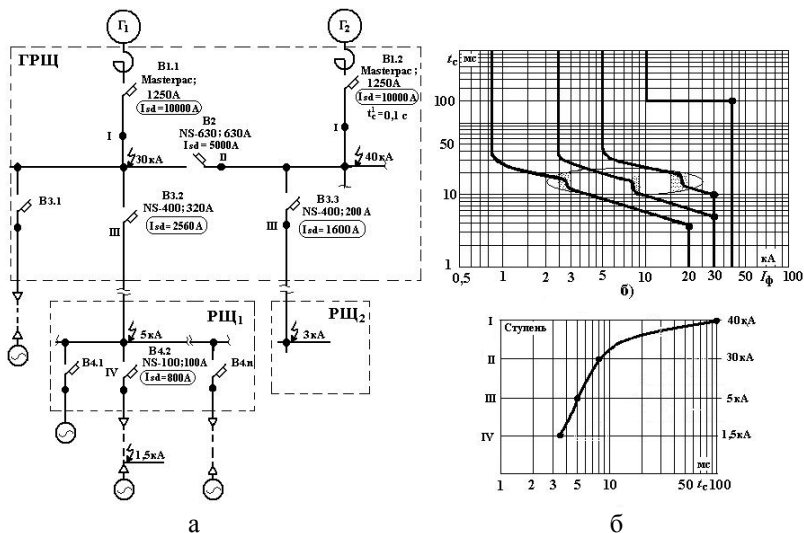 Г1
Г2
ГРЩ
В1.1
Masterpac;
1250А
Isd=10000А
I
В1.2
Masterpac;
1250А
Isd=10000А
t¹c=0,1 с
I
В2
NS-630; 630А
Isd=5000А
II
30кА
40кА
В3.1
В3.2
NS-400; 320А
Isd=2560А
III
В3.3
NS-400; 200А
Isd=1600А
III
РЩ1
5кА
В4.1
В4.2
NS-100; 100А
Isd=800А
IV
В4.n
1,5кА
РЩ2
3кА
а
tc мс
100
50
10
1
0,5 1 2 3 5 10 20 30 кА Iф 100
б)
Ступень
I 40кА
II 30кА
III 5кА
IV 1,5кА
мс
1 2 3 5 10 50 tc 100
б